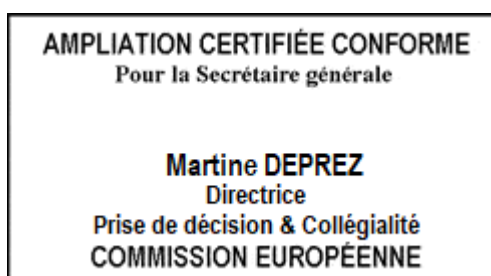 AMPLIATION CERTIFIÉE CONFORME
Pour la Secrétaire générale
Martine DEPREZ
Directrice
Prise de décision & Collégialité
COMMISSION EUROPÉENNE